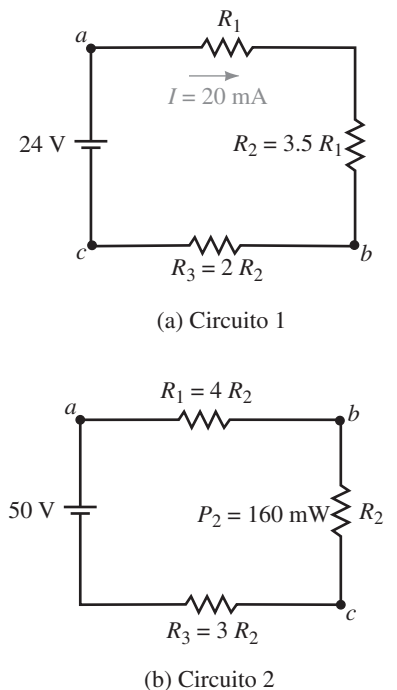 R₁
a
I = 20 mA
24 V
R₂ = 3.5 R₁
c
b
R₃ = 2 R₂
(a) Circuito 1
R₁ = 4 R₂
a
b
50 V
P₂ = 160 mW
R₂
c
R₃ = 3 R₂
(b) Circuito 2